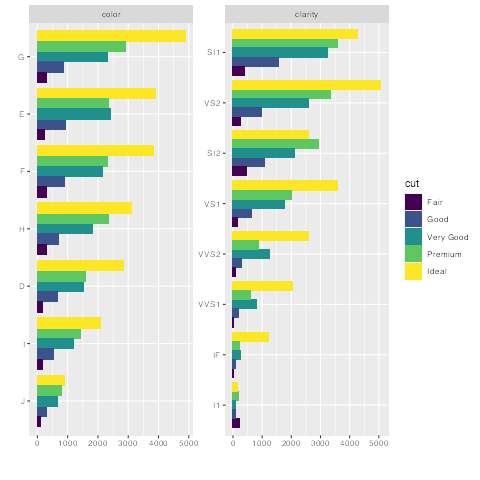 color
clarity
G
E
F
H
D
I
J
SI1
VS2
SI2
VS1
VVS2
VVS1
IF
I1
0 1000 2000 3000 4000 5000
0 1000 2000 3000 4000 5000
cut
Fair
Good
Very Good
Premium
Ideal